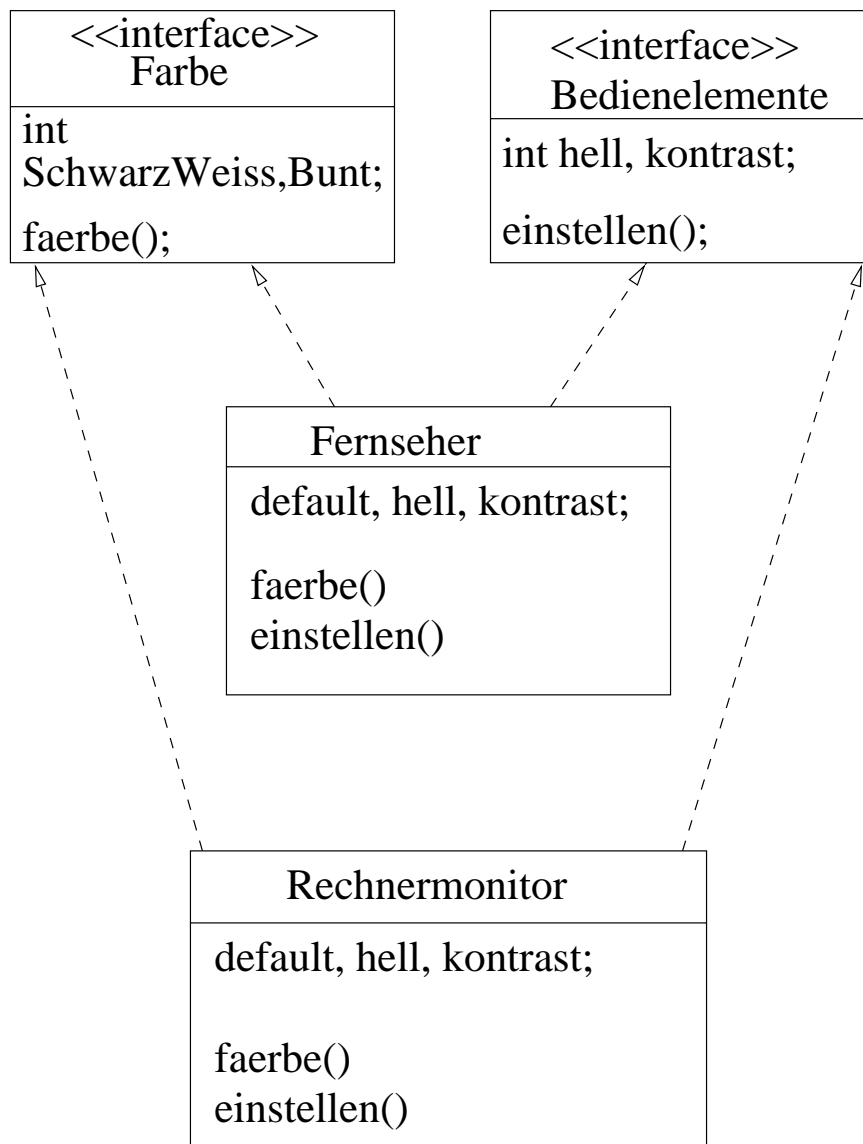 <<interface>>
Farbe
int
SchwarzWeiss,Bunt;
faerbe();
<<interface>>
Bedienelemente
int hell, kontrast;
einstellen();
Fernseher
default, hell, kontrast;
faerbe()
einstellen()
Rechnermonitor
default, hell, kontrast;
faerbe()
einstellen()